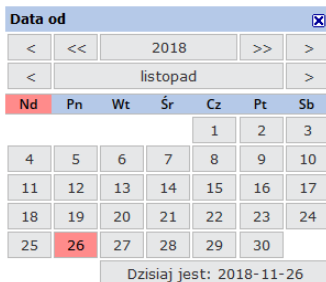 Data od
< << 2018 >> >
< listopad >
Nd Pn Wt Śr Cz Pt Sb
1 2 3
4 5 6 7 8 9 10
11 12 13 14 15 16 17
18 19 20 21 22 23 24
25 26 27 28 29 30
Dzisiaj jest: 2018-11-26